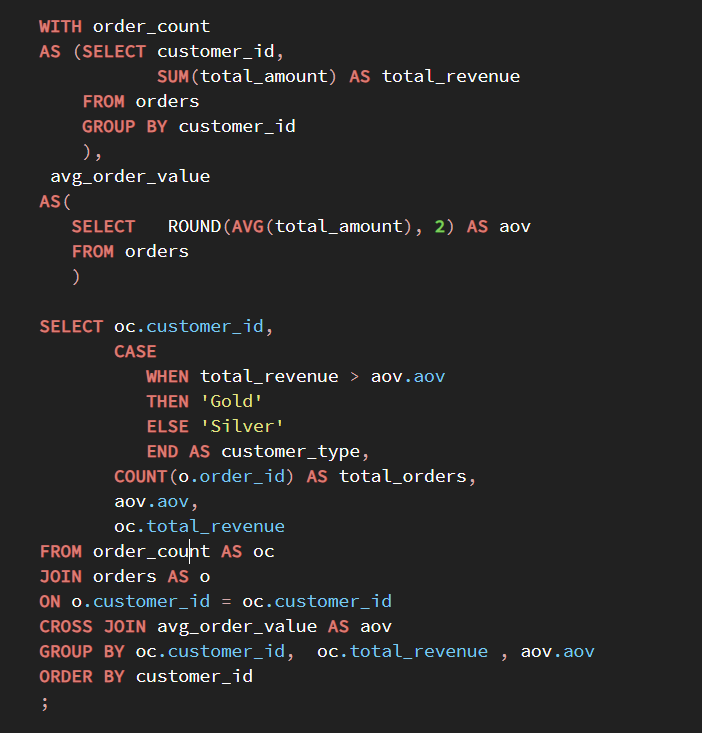 WITH order_count
AS (SELECT customer_id,
SUM(total_amount) AS total_revenue
FROM orders
GROUP BY customer_id
),
avg_order_value
AS(
SELECT ROUND(AVG(total_amount), 2) AS aov
FROM orders
)
SELECT oc.customer_id,
CASE
WHEN total_revenue > aov.aov
THEN 'Gold'
ELSE 'Silver'
END AS customer_type,
COUNT(o.order_id) AS total_orders,
aov.aov,
oc.total_revenue
FROM order_count AS oc
JOIN orders AS o
ON o.customer_id = oc.customer_id
CROSS JOIN avg_order_value AS aov
GROUP BY oc.customer_id, oc.total_revenue , aov.aov
ORDER BY customer_id
;